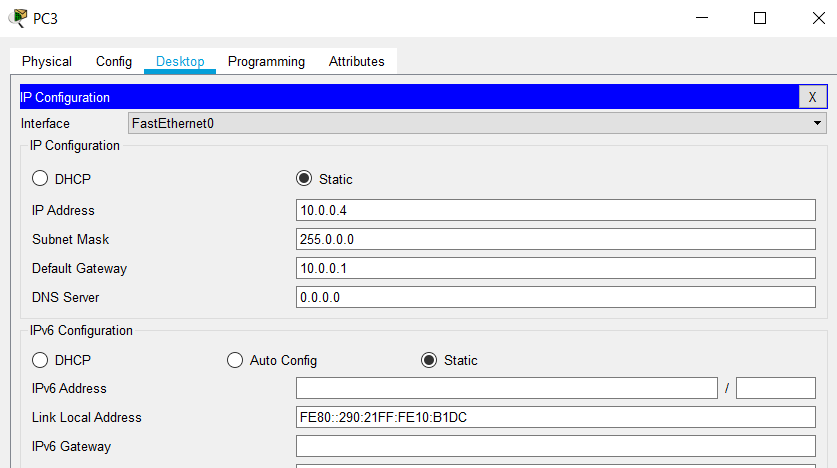 PC3
Physical Config Desktop Programming Attributes
IP Configuration X
Interface FastEthernet0
IP Configuration
DHCP Static
IP Address 10.0.0.4
Subnet Mask 255.0.0.0
Default Gateway 10.0.0.1
DNS Server 0.0.0.0
IPv6 Configuration
DHCP Auto Config Static
IPv6 Address /
Link Local Address FE80::290:21FF:FE10:B1DC
IPv6 Gateway